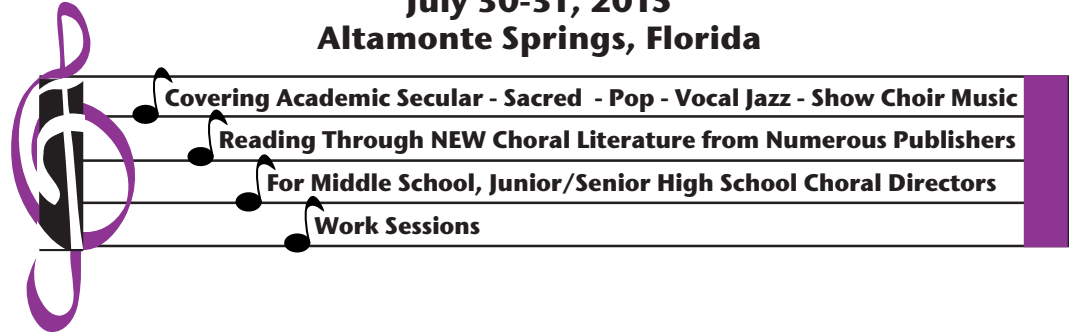 July 30-31, 2015
Altamonte Springs, Florida
Covering Academic Secular - Sacred - Pop - Vocal Jazz - Show Choir Music
Reading Through NEW Choral Literature from Numerous Publishers
For Middle School, Junior/Senior High School Choral Directors
Work Sessions